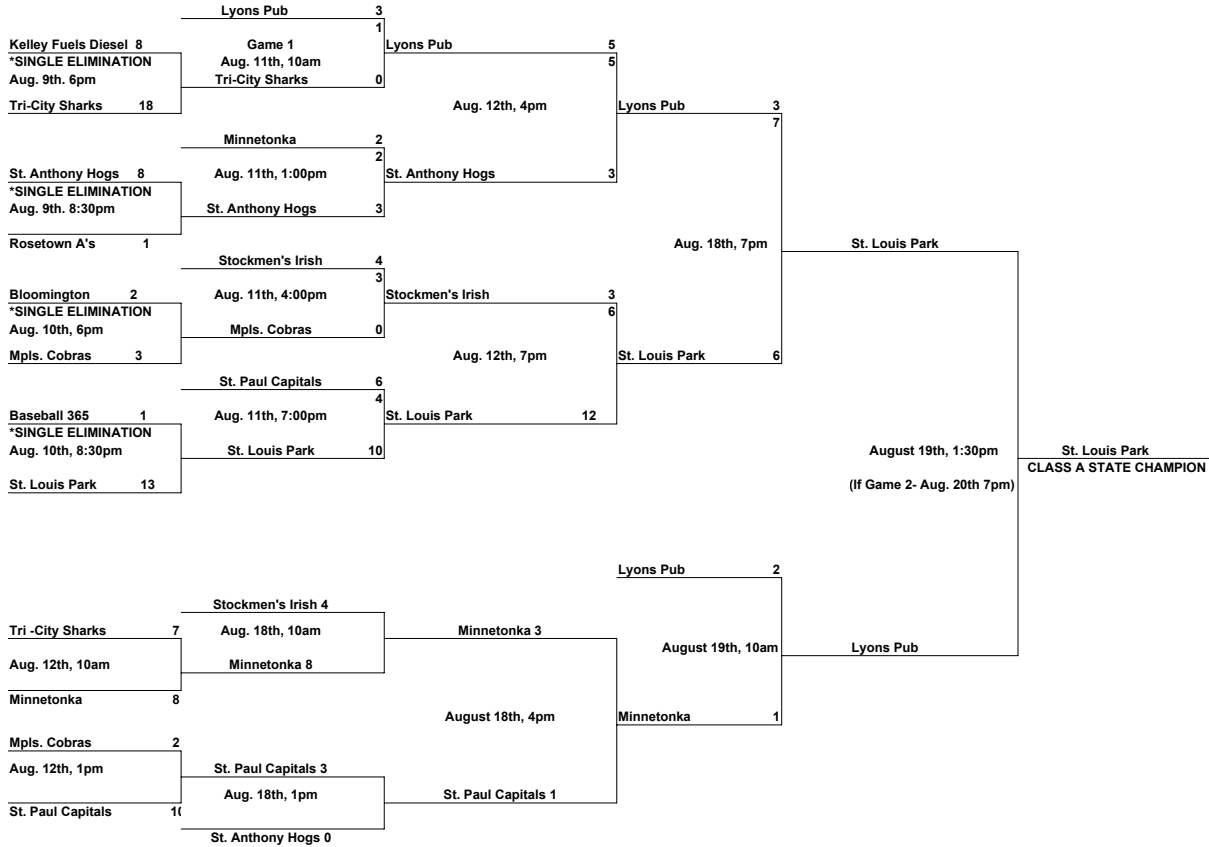 Lyons Pub 3
1
Kelley Fuels Diesel 8
Game 1
Lyons Pub 5
*SINGLE ELIMINATION
Aug. 11th, 10am
5
Aug. 9th. 6pm
Tri-City Sharks 0
Tri-City Sharks 18
Aug. 12th, 4pm
Lyons Pub 3
7
Minnetonka 2
2
St. Anthony Hogs 8
Aug. 11th, 1:00pm
St. Anthony Hogs 3
*SINGLE ELIMINATION
Aug. 9th. 8:30pm
St. Anthony Hogs 3
Rosetown A's 1
Aug. 18th, 7pm
St. Louis Park
Stockmen's Irish 4
3
Bloomington 2
Aug. 11th, 4:00pm
Stockmen's Irish 3
*SINGLE ELIMINATION
6
Aug. 10th, 6pm
Mpls. Cobras 0
Mpls. Cobras 3
Aug. 12th, 7pm
St. Louis Park 6
St. Paul Capitals 6
4
Baseball 365 1
Aug. 11th, 7:00pm
St. Louis Park 12
*SINGLE ELIMINATION
Aug. 10th, 8:30pm
St. Louis Park 10
August 19th, 1:30pm
St. Louis Park
CLASS A STATE CHAMPION
St. Louis Park 13
(If Game 2- Aug. 20th 7pm)
Lyons Pub 2
Stockmen's Irish 4
Tri -City Sharks 7
Aug. 18th, 10am
Minnetonka 3
August 19th, 10am
Lyons Pub
Aug. 12th, 10am
Minnetonka 8
Minnetonka 8
August 18th, 4pm
Minnetonka 1
Mpls. Cobras 2
Aug. 12th, 1pm
St. Paul Capitals 3
Aug. 18th, 1pm
St. Paul Capitals 1
St. Paul Capitals 10
St. Anthony Hogs 0